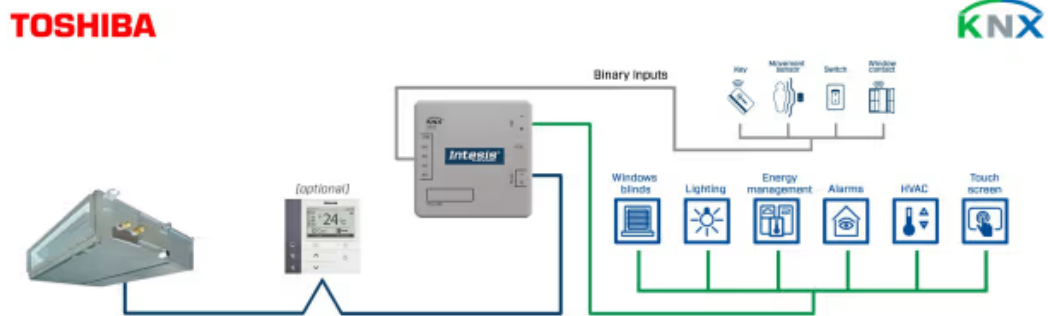 TOSHIBA
KNX
Binary Inputs
Key
Movement
sensor
Switch
Window
contact
KNX
Intesis
(optional)
24
Windows
blinds
Lighting
Energy
management
Alarms
HVAC
Touch
screen